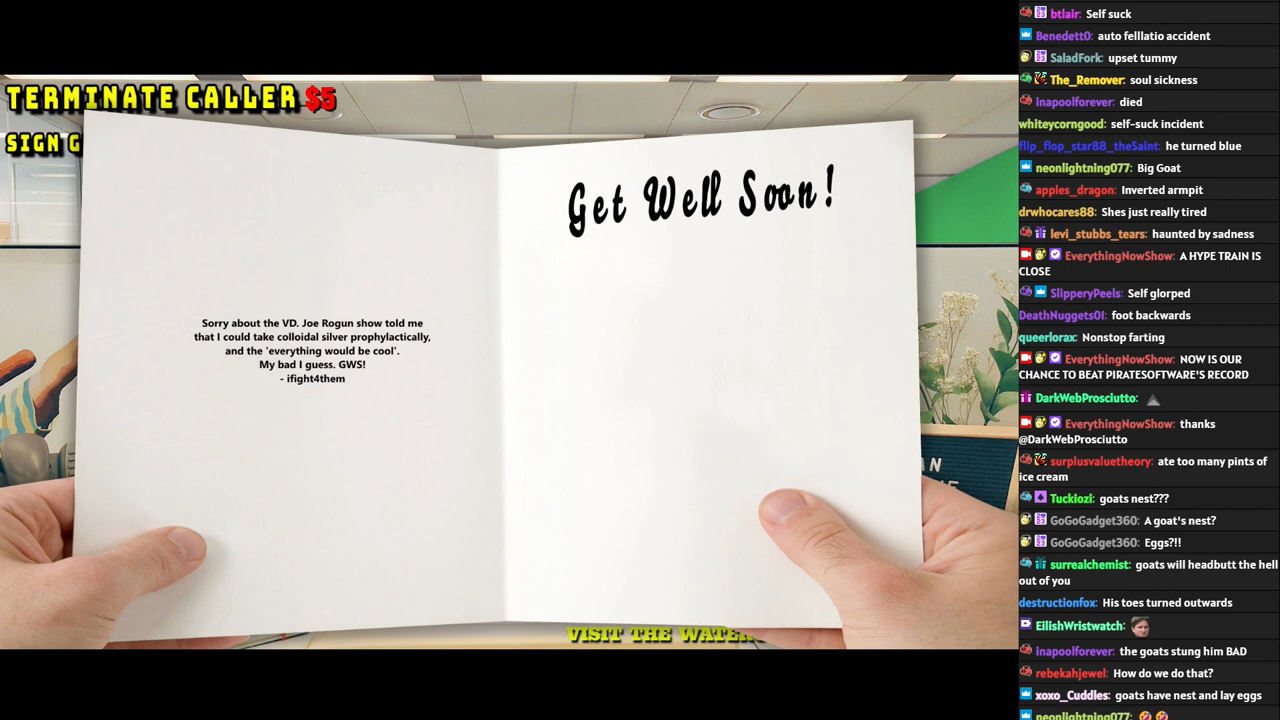 TERMINATE CALLER $5
SIGN G
Get Well Soon!
Sorry about the VD. Joe Rogun show told me
that I could take colloidal silver prophylactically,
and the 'everything would be cool'.
My bad I guess. GWS!
- ifight4them
VISIT THE WATER
btlair: Self suck
Benedett0: auto felllatio accident
SaladFork: upset tummy
The_Remover: soul sickness
inapoolforever: died
whiteycorngood: self-suck incident
flip_flop_star88_theSaint: he turned blue
neonlightning077: Big Goat
apples_dragon: Inverted armpit
drwhocares88: Shes just really tired
levi_stubbs_tears: haunted by sadness
EverythingNowShow: A HYPE TRAIN IS
CLOSE
SlipperyPeels: Self glorped
DeathNuggets0l: foot backwards
queerlorax: Nonstop farting
EverythingNowShow: NOW IS OUR
CHANCE TO BEAT PIRATESOFTWARE'S RECORD
DarkWebProsciutto:
EverythingNowShow: thanks
@DarkWebProsciutto
surplusvaluetheory: ate too many pints of
ice cream
Tucklozi: goats nest???
GoGoGadget360: A goat's nest?
GoGoGadget360: Eggs?!!
surrealchemist: goats will headbutt the hell
out of you
destructionfox: His toes turned outwards
EilishWristwatch:
inapoolforever: the goats stung him BAD
rebekahjewel: How do we do that?
xoxo_Cuddles: goats have nest and lay eggs
neonlightning077: